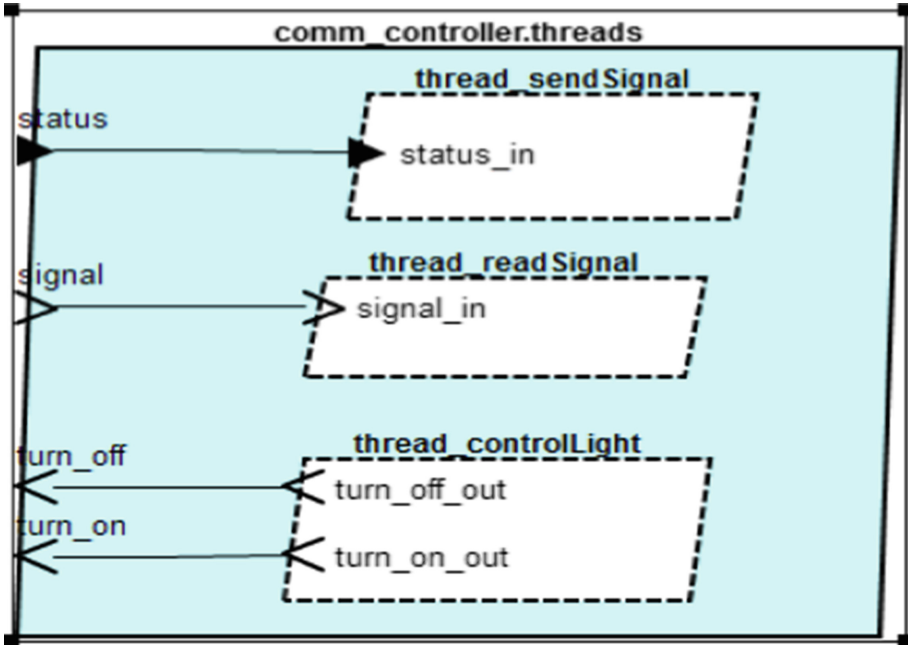 comm_controller.threads
thread_sendSignal
status
status_in
thread_readSignal
signal
signal_in
thread_controlLight
turn_off
turn_off_out
turn_on
turn_on_out